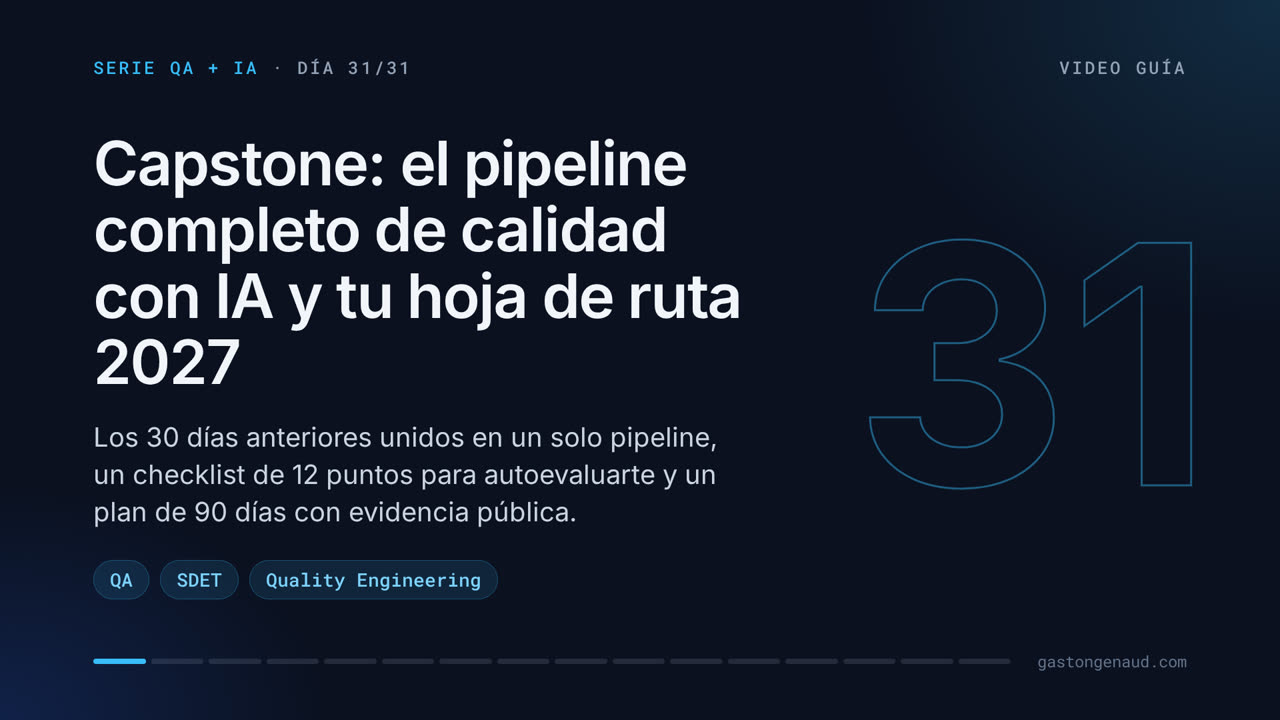 SERIE QA + IA · DÍA 31/31
VIDEO GUÍA
Capstone: el pipeline
completo de calidad
con IA y tu hoja de ruta
2027
31
Los 30 días anteriores unidos en un solo pipeline,
un checklist de 12 puntos para autoevaluarte y un
plan de 90 días con evidencia pública.
QA
SDET
Quality Engineering
gastongenaud.com